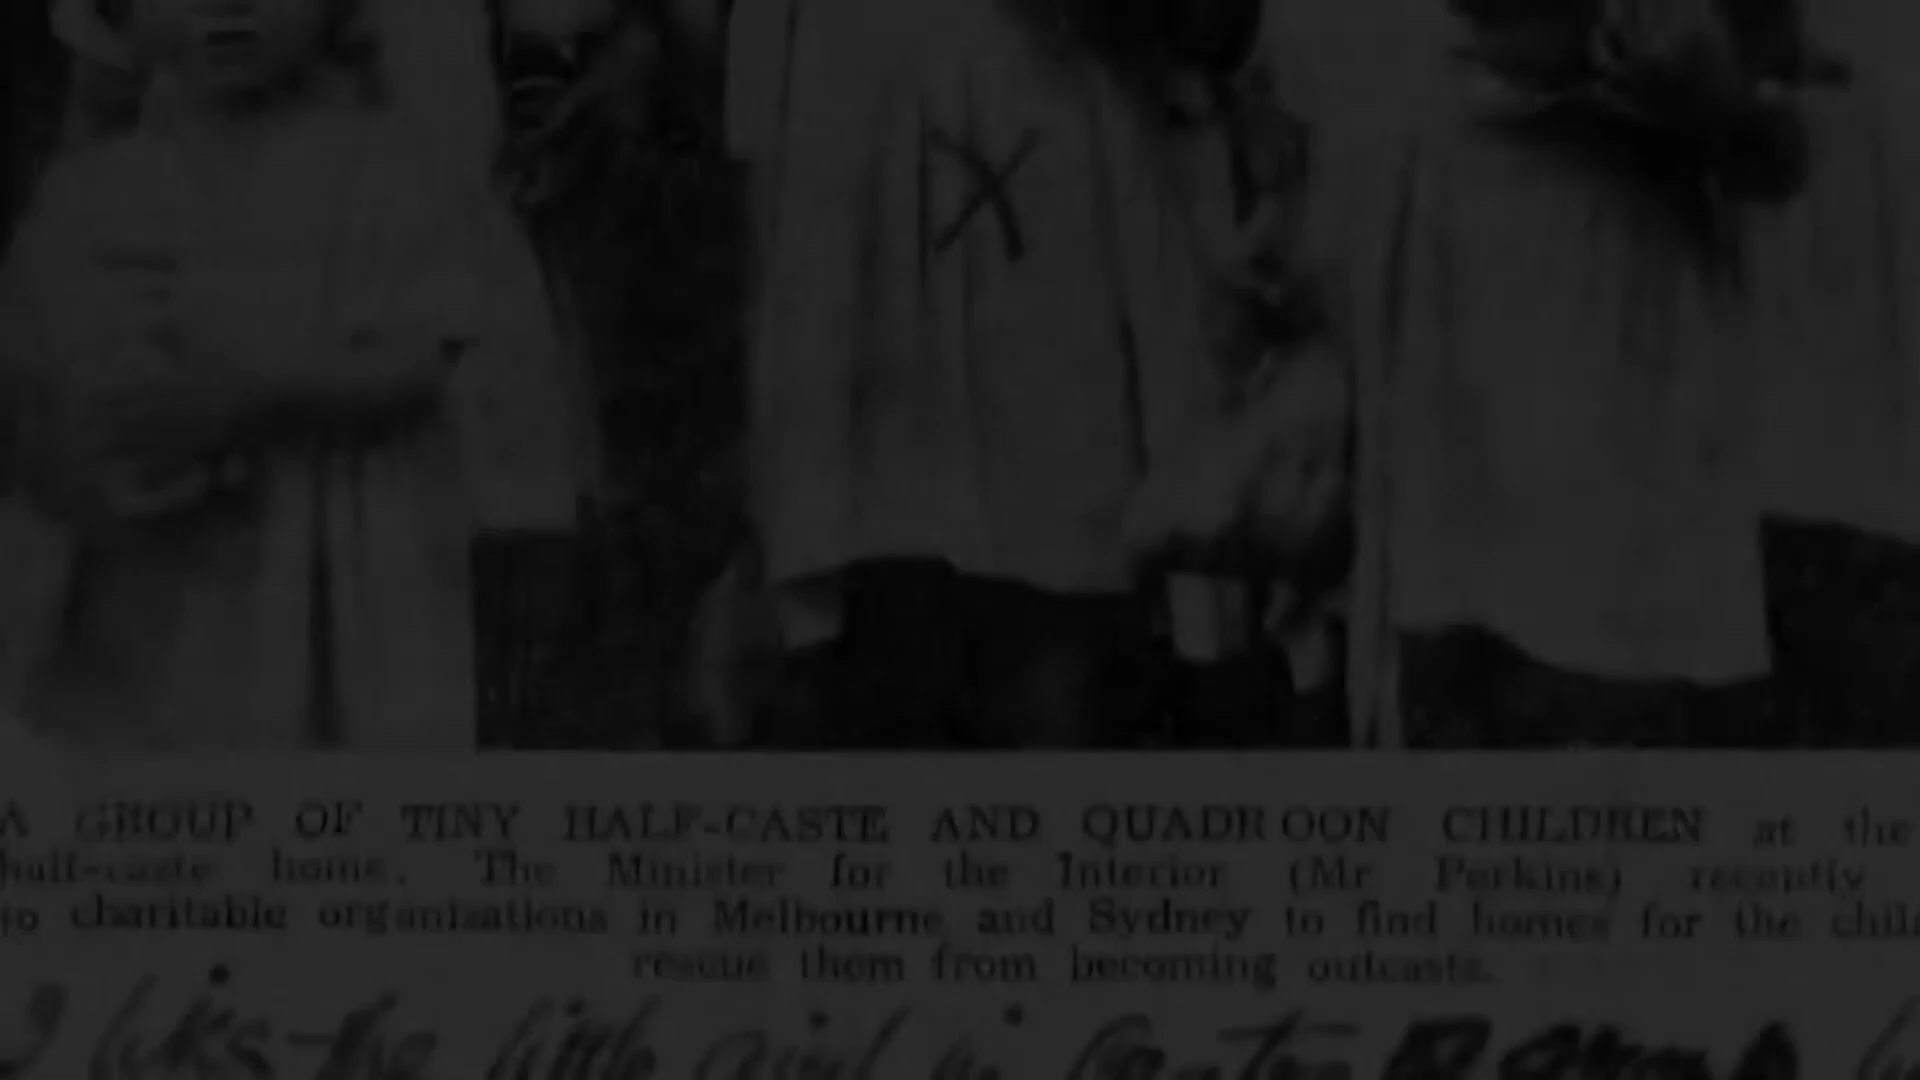 A GROUP OF TINY HALF-CASTE AND QUADROON CHILDREN at the
half-caste home. The Minister for the Interior (Mr Perkins) recently
to charitable organisations in Melbourne and Sydney to find homes for the
rescue them from becoming outcasts.
I like the little girl in Centre